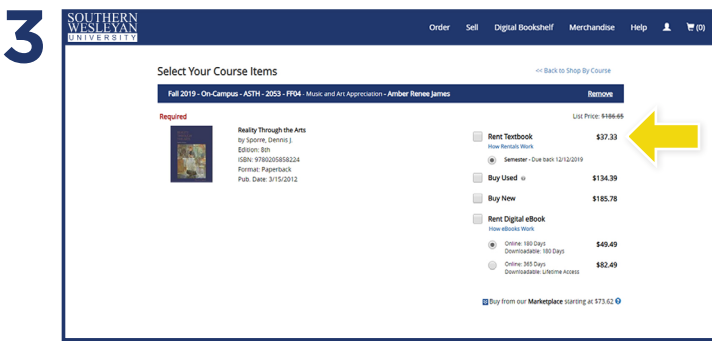 3
SOUTHERN
WESLEYAN
UNIVERSITY
Order Sell Digital Bookshelf Merchandise Help (0)
Select Your Course Items
<< Back to Shop By Course
Fall 2019 - On-Campus - ASTH - 2053 - FF04 - Music and Art Appreciation - Amber Renee James Remove
Required
List Price: $186.85
Reality Through the Arts
by Sporre, Dennis J.
Edition: 8th
ISBN: 9780205858224
Format: Paperback
Pub. Date: 3/15/2012
Rent Textbook $37.33
How Rentals Work
Semester - Due back 12/12/2019
Buy Used $134.39
Buy New $185.78
Rent Digital eBook
How eBooks Work
Online: 180 Days $49.49
Downloadable: 180 Days
Online: 365 Days $82.49
Downloadable: Lifetime Access
Buy from our Marketplace starting at $73.62